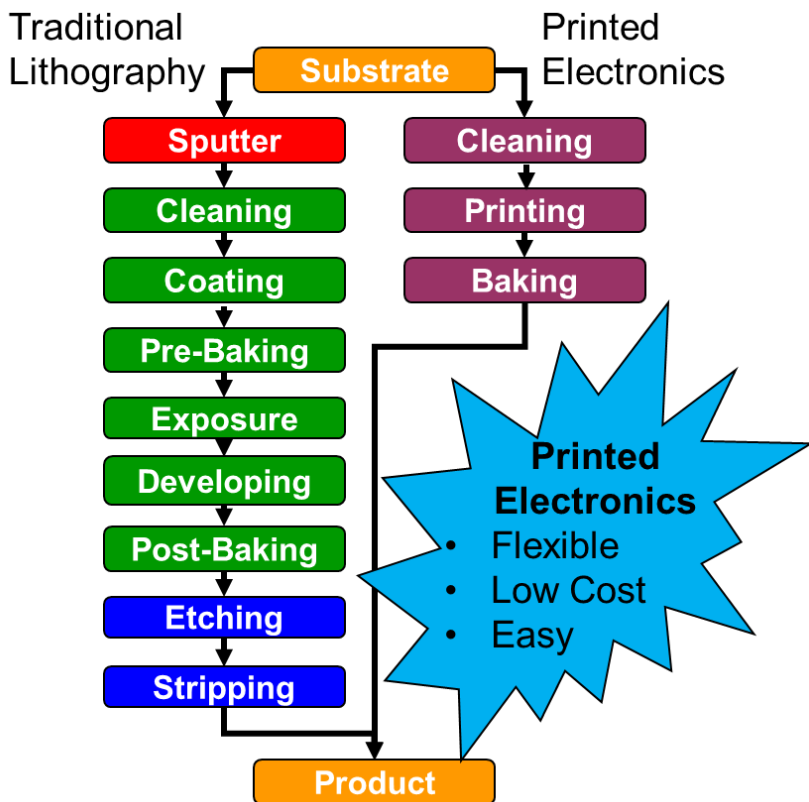 Traditional
Lithography
Printed
Electronics
Substrate
Sputter
Cleaning
Coating
Pre-Baking
Exposure
Developing
Post-Baking
Etching
Stripping
Cleaning
Printing
Baking
Printed
Electronics
• Flexible
• Low Cost
• Easy
Product